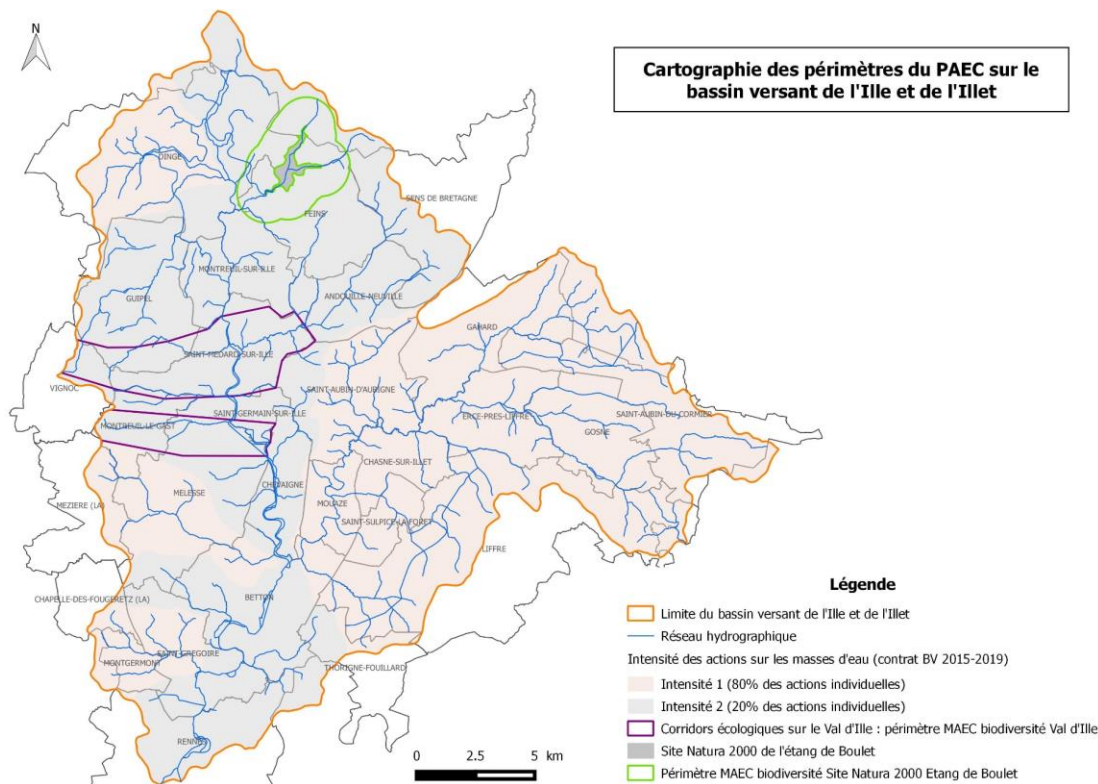 N
Cartographie des périmètres du PAEC sur le
bassin versant de l'Ille et de l'Illet
DINGE
SENS DE BRETAGNE
FEINS
MONTREUIL-SUR-ILLE
GUIPEL
ANDOUILLE-NEUVILLE
GAHARD
SAINT-MEDARD-SUR-ILLE
VIGNOC
SAINT-AUBIN-D'AUBIGNE
SAINT-GERMAIN-SUR-ILLE
ERCE-PRES-LIFFRE
SAINT-AUBIN-DU-CORMIER
MONTREUIL-LE-GAST
GOSNE
CHASNE-SUR-ILLET
CHEVAIGNE
MELESSE
MEZIERE (LA)
MOUAZE
SAINT-SULPICE-LA-FORET
LIFFRE
CHAPELLE-DES-FOUGERETZ (LA)
BETTON
SAINT-GREGOIRE
MONTGERMONT
THORIGNE-FOUILLARD
RENNES
Légende
Limite du bassin versant de l'Ille et de l'Illet
Réseau hydrographique
Intensité des actions sur les masses d'eau (contrat BV 2015-2019)
Intensité 1 (80% des actions individuelles)
Intensité 2 (20% des actions individuelles)
Corridors écologiques sur le Val d'Ille : périmètre MAEC biodiversité Val d'Ille
Site Natura 2000 de l'étang de Boulet
Périmètre MAEC biodiversité Site Natura 2000 Etang de Boulet
0 2.5 5 km